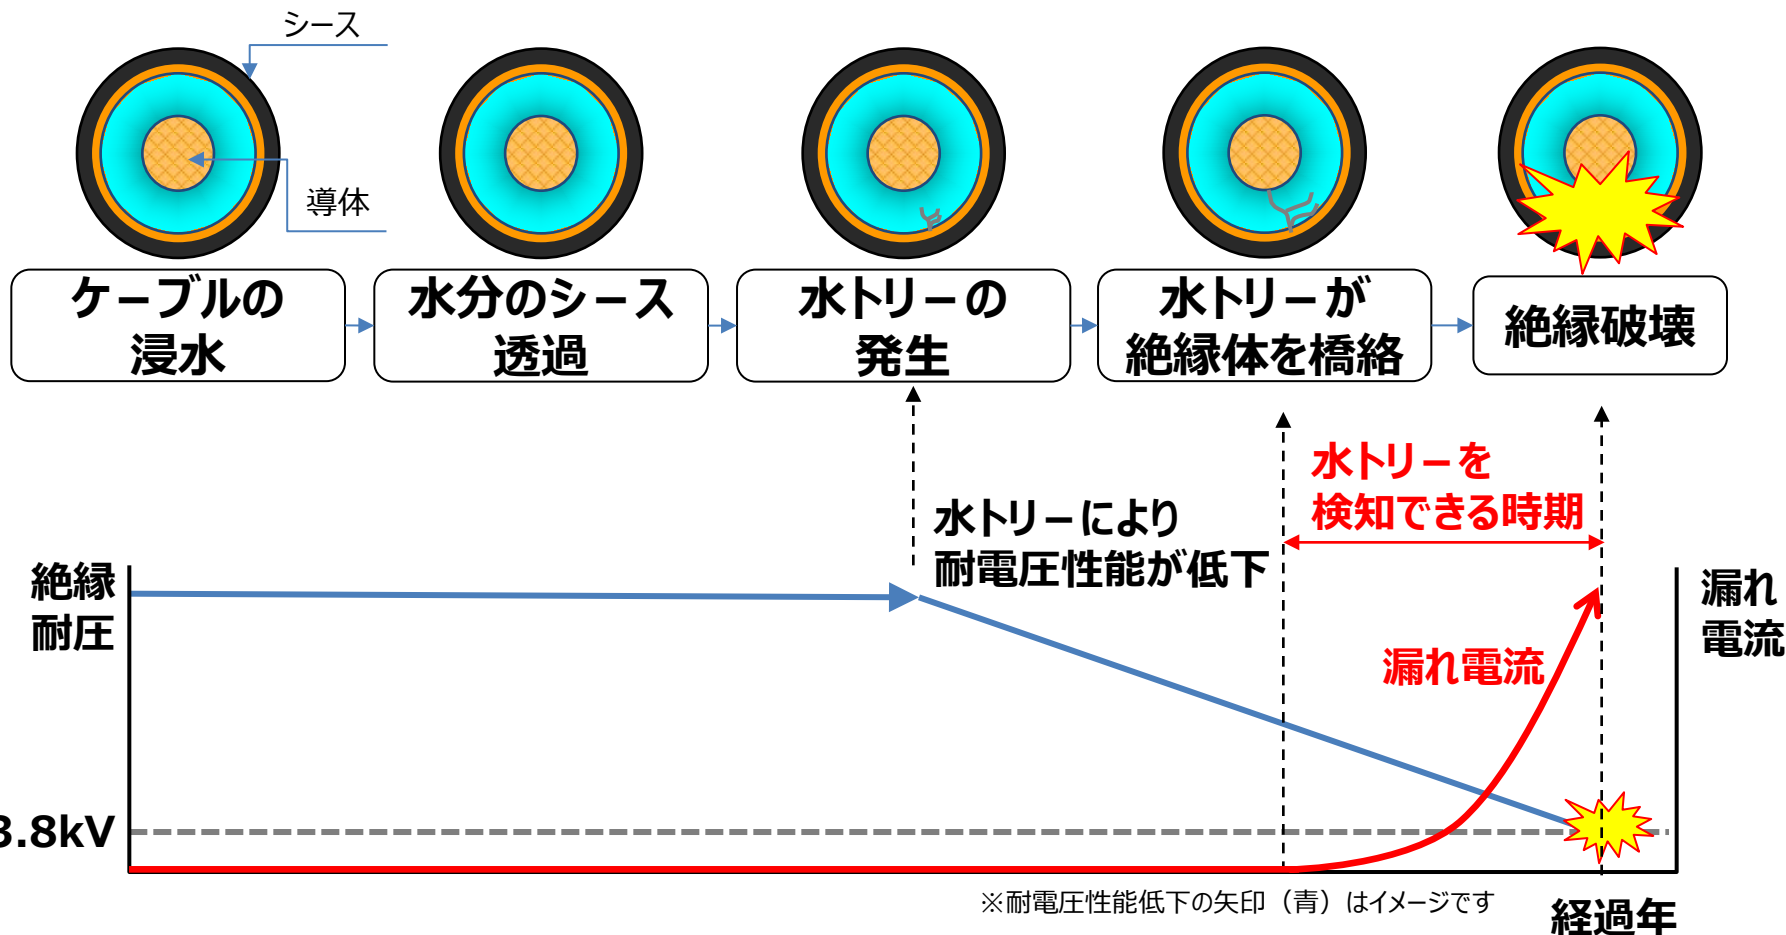 シース
導体
ケーブルの
浸水
水分のシース
透過
水トリーの
発生
水トリーが
絶縁体を橋絡
絶縁破壊
水トリーを
検知できる時期
水トリーにより
耐電圧性能が低下
絶縁
耐圧
漏れ
電流
漏れ電流
3.8kV
※耐電圧性能低下の矢印（青）はイメージです
経過年